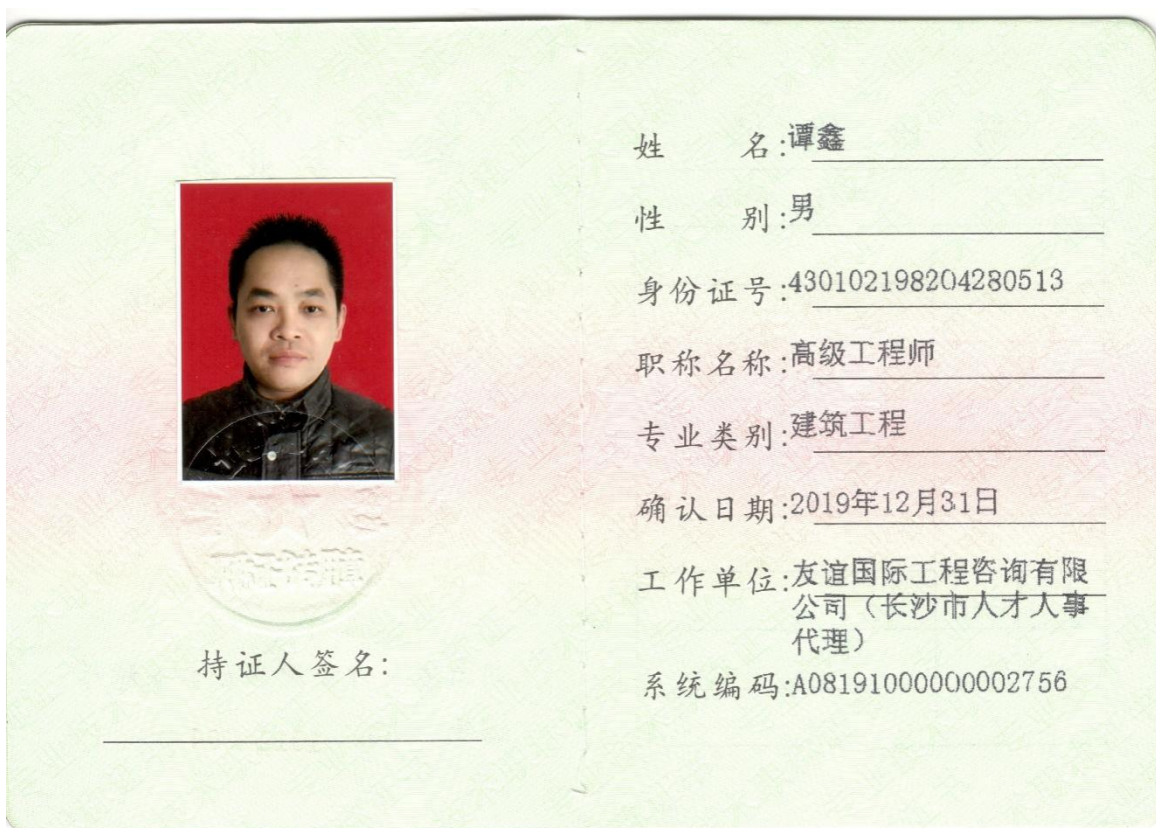 姓 名:谭鑫
性 别:男
身份证号:430102198204280513
职称名称:高级工程师
专业类别:建筑工程
确认日期:2019年12月31日
工作单位:友谊国际工程咨询有限
公司（长沙市人才人事
代理）
系统编码:A08191000000002756
持证人签名: